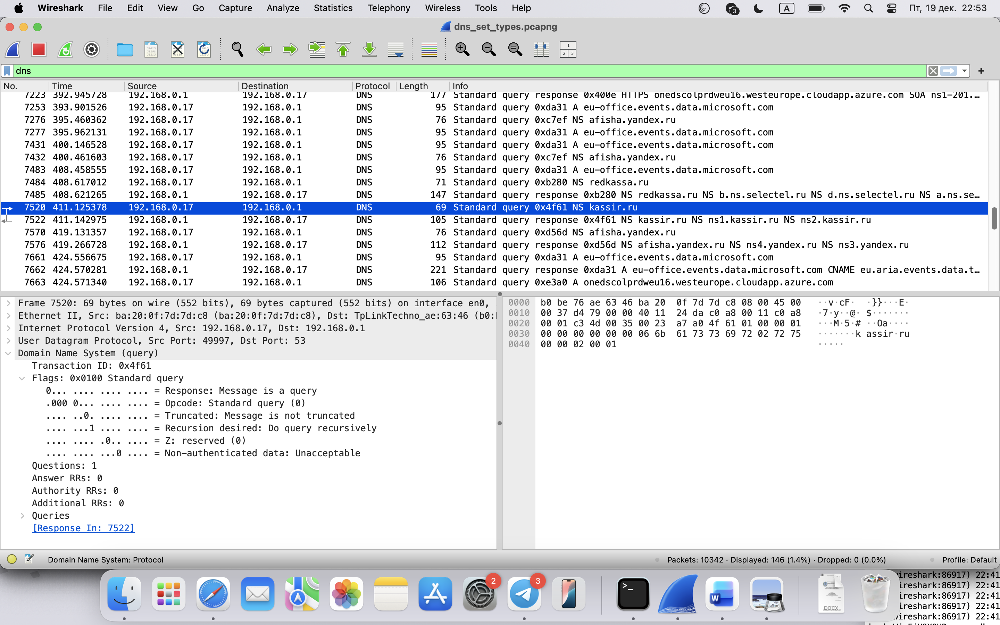 Wireshark File Edit View Go Capture Analyze Statistics Telephony Wireless Tools Help 3 A Пт, 19 дек. 22:53
dns_set_types.pcapng
dns
No. Time Source Destination Protocol Length Info
7223 392.945728 192.168.0.1 192.168.0.17 DNS 177 Standard query response 0x400e HTTPS onedscolprdweu16.westeurope.cloudapp.azure.com SOA ns1-201.…
7253 393.901526 192.168.0.17 192.168.0.1 DNS 95 Standard query 0xda31 A eu-office.events.data.microsoft.com
7276 395.460362 192.168.0.17 192.168.0.1 DNS 76 Standard query 0xc7ef NS afisha.yandex.ru
7277 395.962131 192.168.0.17 192.168.0.1 DNS 95 Standard query 0xda31 A eu-office.events.data.microsoft.com
7431 400.146528 192.168.0.17 192.168.0.1 DNS 95 Standard query 0xda31 A eu-office.events.data.microsoft.com
7432 400.461603 192.168.0.17 192.168.0.1 DNS 76 Standard query 0xc7ef NS afisha.yandex.ru
7483 408.458555 192.168.0.17 192.168.0.1 DNS 95 Standard query 0xda31 A eu-office.events.data.microsoft.com
7484 408.617012 192.168.0.17 192.168.0.1 DNS 71 Standard query 0xb280 NS redkassa.ru
7485 408.621265 192.168.0.1 192.168.0.17 DNS 147 Standard query response 0xb280 NS redkassa.ru NS b.ns.selectel.ru NS d.ns.selectel.ru NS a.ns.se…
7520 411.125378 192.168.0.17 192.168.0.1 DNS 69 Standard query 0x4f61 NS kassir.ru
7522 411.142975 192.168.0.1 192.168.0.17 DNS 105 Standard query response 0x4f61 NS kassir.ru NS ns1.kassir.ru NS ns2.kassir.ru
7570 419.131357 192.168.0.17 192.168.0.1 DNS 76 Standard query 0xd56d NS afisha.yandex.ru
7576 419.266728 192.168.0.1 192.168.0.17 DNS 112 Standard query response 0xd56d NS afisha.yandex.ru NS ns4.yandex.ru NS ns3.yandex.ru
7661 424.556675 192.168.0.17 192.168.0.1 DNS 95 Standard query 0xda31 A eu-office.events.data.microsoft.com
7662 424.570281 192.168.0.1 192.168.0.17 DNS 221 Standard query response 0xda31 A eu-office.events.data.microsoft.com CNAME eu.aria.events.data.t…
7663 424.571340 192.168.0.17 192.168.0.1 DNS 106 Standard query 0xe3a0 A onedscolprdweu16.westeurope.cloudapp.azure.com
Frame 7520: 69 bytes on wire (552 bits), 69 bytes captured (552 bits) on interface en0,
Ethernet II, Src: ba:20:0f:7d:7d:c8 (ba:20:0f:7d:7d:c8), Dst: TpLinkTechno_ae:63:46 (b0:
Internet Protocol Version 4, Src: 192.168.0.17, Dst: 192.168.0.1
User Datagram Protocol, Src Port: 49997, Dst Port: 53
Domain Name System (query)
Transaction ID: 0x4f61
Flags: 0x0100 Standard query
0... .... .... .... = Response: Message is a query
.000 0... .... .... = Opcode: Standard query (0)
.... ..0. .... .... = Truncated: Message is not truncated
.... ...1 .... .... = Recursion desired: Do query recursively
.... .... .0.. .... = Z: reserved (0)
.... .... ...0 .... = Non-authenticated data: Unacceptable
Questions: 1
Answer RRs: 0
Authority RRs: 0
Additional RRs: 0
Queries
[Response In: 7522]
0000 b0 be 76 ae 63 46 ba 20 0f 7d 7d c8 08 00 45 00 ··v·cF· ·}}···E·
0010 00 37 d4 79 00 00 40 11 24 da c0 a8 00 11 c0 a8 ·7·y··@· $·······
0020 00 01 c3 4d 00 35 00 23 a7 a0 4f 61 01 00 00 01 ···M·5·# ··Oa····
0030 00 00 00 00 00 00 06 6b 61 73 73 69 72 02 72 75 ·······k assir·ru
0040 00 00 02 00 01 ·····
Domain Name System: Protocol Packets: 10342 · Displayed: 146 (1.4%) · Dropped: 0 (0.0%) Profile: Default
2 3
W
DOCX
ireshark:86917) 22:41
ireshark:86917) 22:41
ireshark:86917) 22:41
ireshark:86917) 22:41
ireshark:86917) 22:41